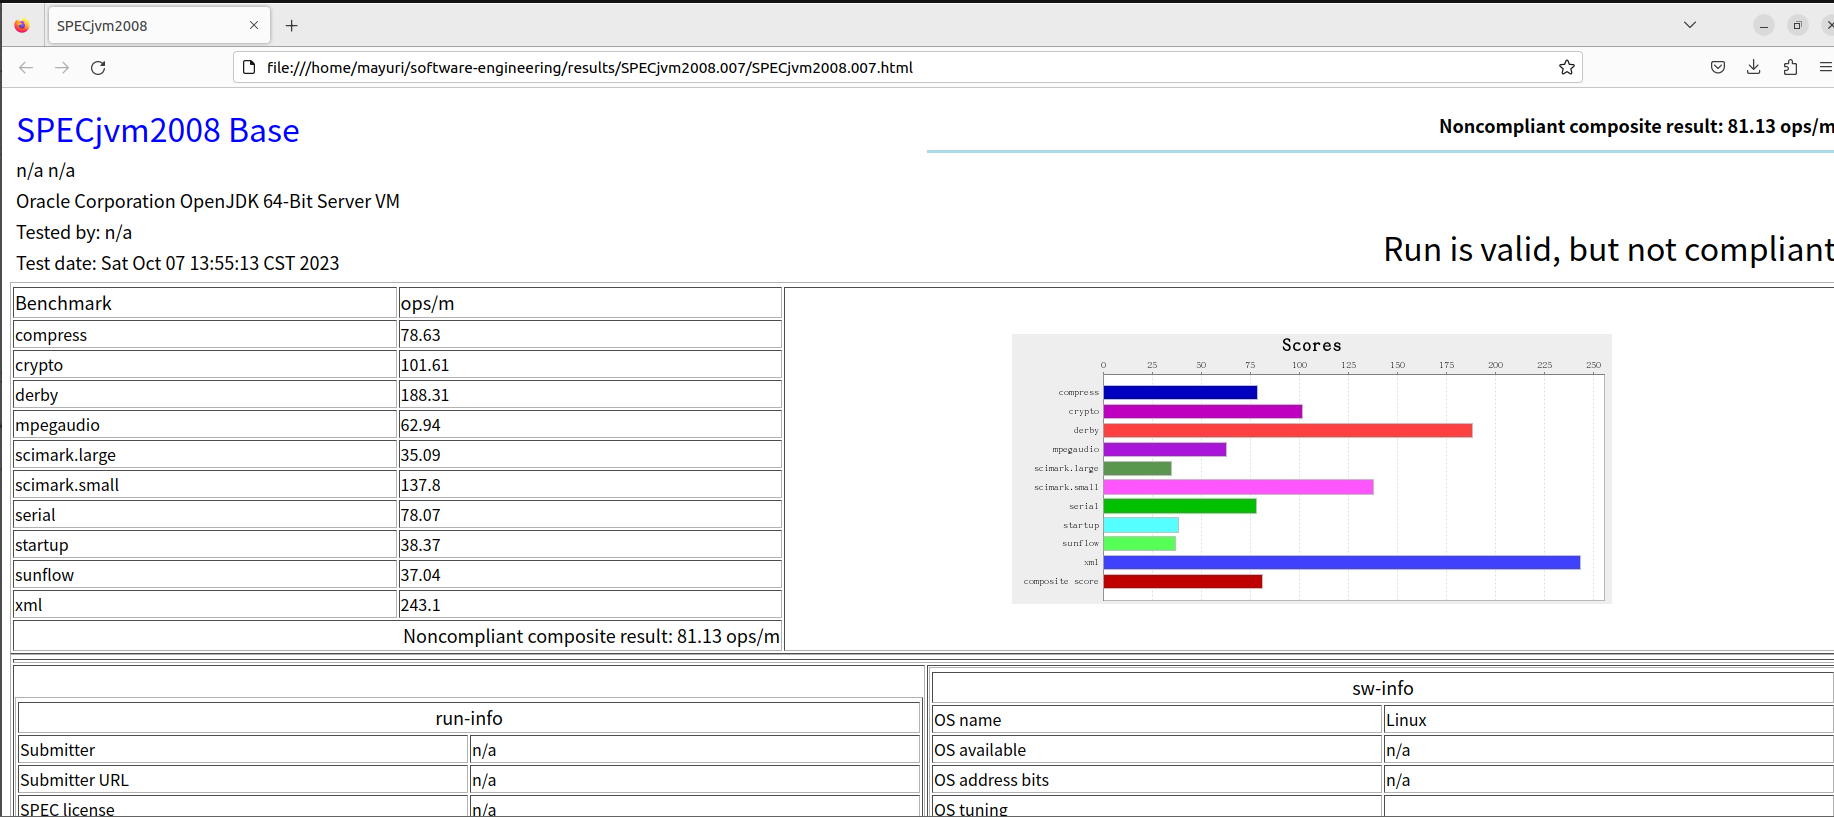 SPECjvm2008
file:///home/mayuri/software-engineering/results/SPECjvm2008.007/SPECjvm2008.007.html
SPECjvm2008 Base
Noncompliant composite result: 81.13 ops/m
n/a n/a
Oracle Corporation OpenJDK 64-Bit Server VM
Tested by: n/a
Run is valid, but not compliant
Test date: Sat Oct 07 13:55:13 CST 2023
Benchmark ops/m
compress 78.63
crypto 101.61
derby 188.31
mpegaudio 62.94
scimark.large 35.09
scimark.small 137.8
serial 78.07
startup 38.37
sunflow 37.04
xml 243.1
Noncompliant composite result: 81.13 ops/m
Scores
0 25 50 75 100 125 150 175 200 225 250
compress
crypto
derby
mpegaudio
scimark.large
scimark.small
serial
startup
sunflow
xml
composite score
run-info
Submitter n/a
Submitter URL n/a
SPEC license n/a
sw-info
OS name Linux
OS available n/a
OS address bits n/a
OS tuning